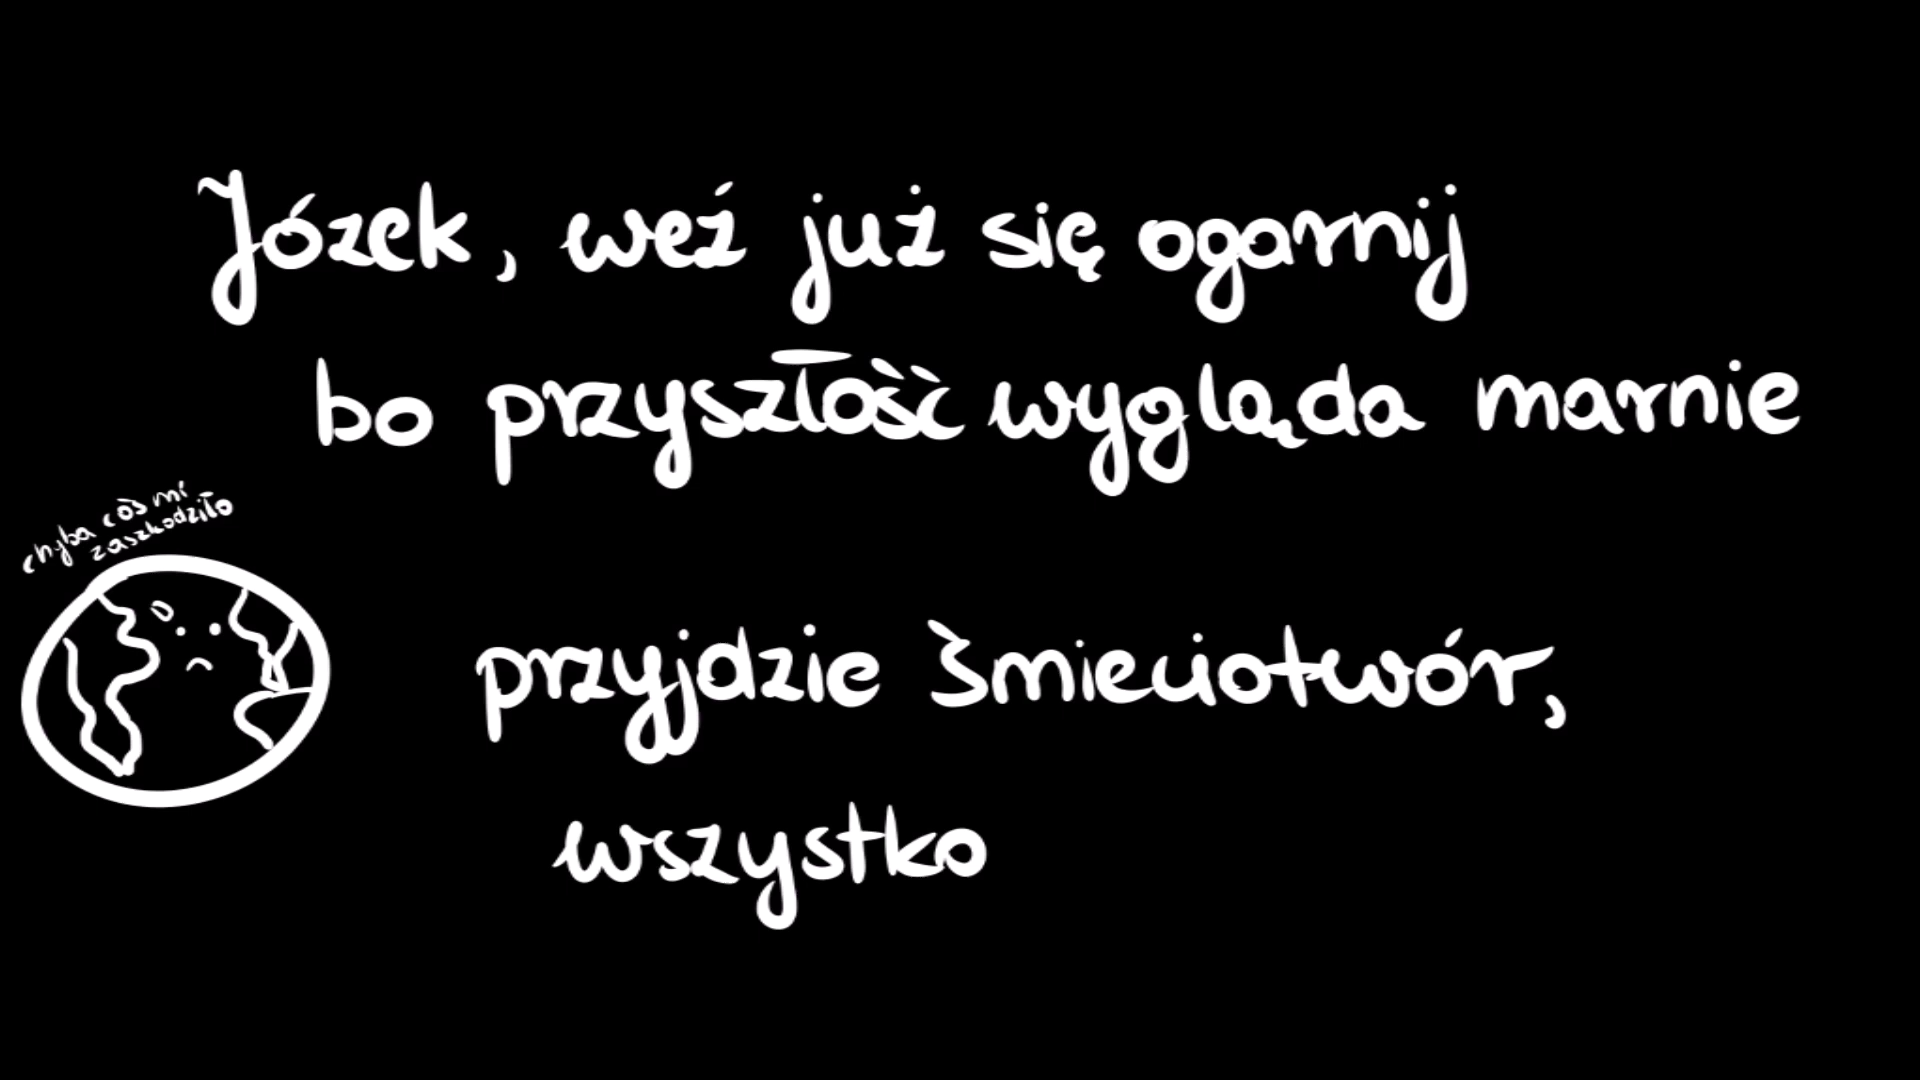 Józek, weź już się ogarnij
bo przyszłość wygląda marnie
chyba coś mi
zaszkodziło
przyjdzie Śmieciotwór,
wszystko